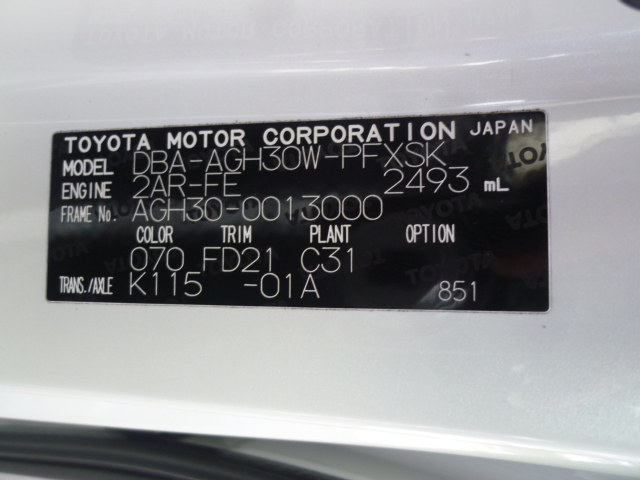 TOYOTA MOTOR CORPORATION JAPAN
MODEL DBA-AGH30W-PFXSK
ENGINE 2AR-FE 2493 mL
FRAME No. AGH30-0013000
COLOR TRIM PLANT OPTION
070 FD21 C31
TRANS./AXLE K115 -01A 851